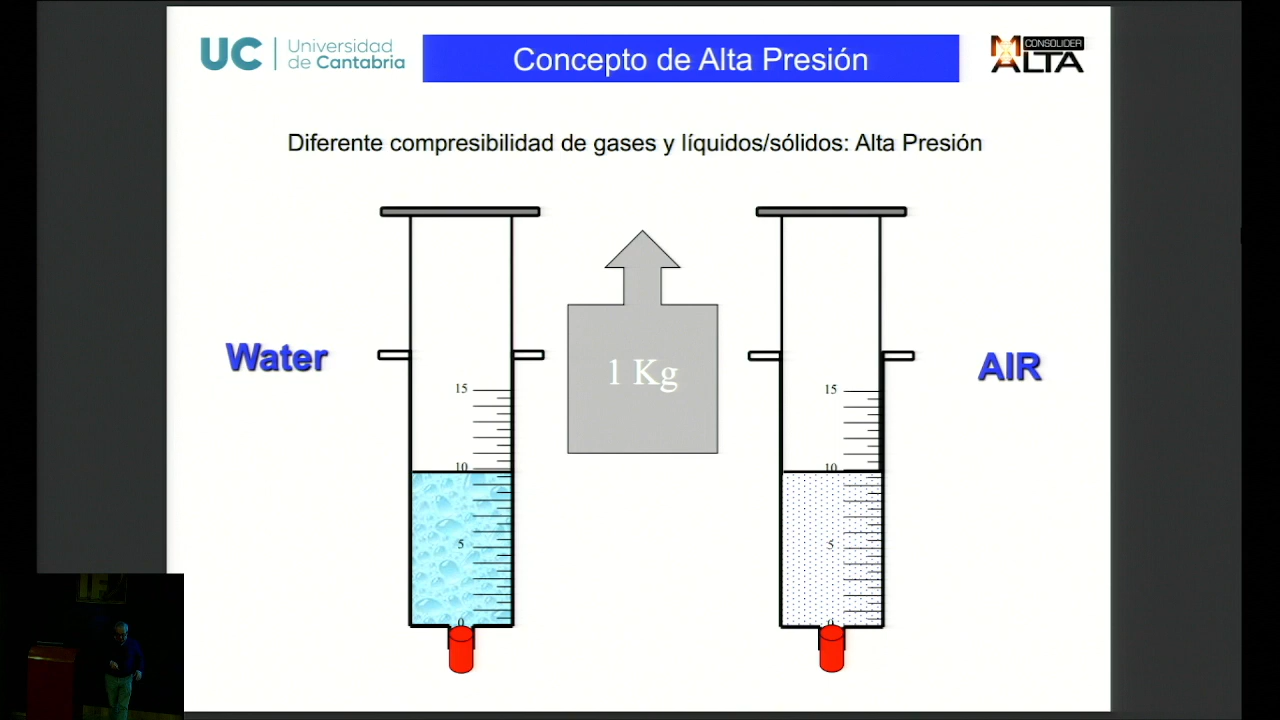 UC
Universidad
de Cantabria
Concepto de Alta Presión
CONSOLIDER
MALTA
Diferente compresibilidad de gases y líquidos/sólidos: Alta Presión
Water
1 Kg
AIR
15
10
5
0
15
10
5
0